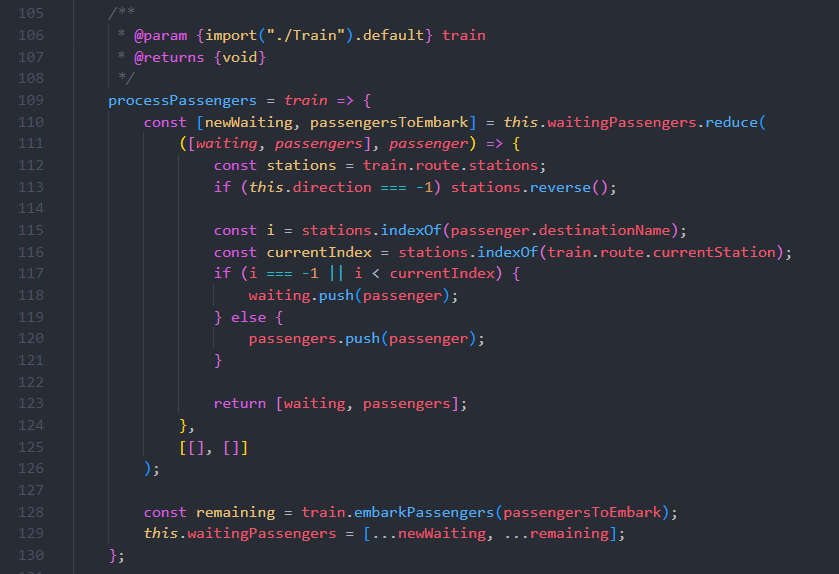 105 /**
106 * @param {import("./Train").default} train
107 * @returns {void}
108 */
109 processPassengers = train => {
110 const [newWaiting, passengersToEmbark] = this.waitingPassengers.reduce(
111 ([waiting, passengers], passenger) => {
112 const stations = train.route.stations;
113 if (this.direction === -1) stations.reverse();
114
115 const i = stations.indexOf(passenger.destinationName);
116 const currentIndex = stations.indexOf(train.route.currentStation);
117 if (i === -1 || i < currentIndex) {
118 waiting.push(passenger);
119 } else {
120 passengers.push(passenger);
121 }
122
123 return [waiting, passengers];
124 },
125 [[], []]
126 );
127
128 const remaining = train.embarkPassengers(passengersToEmbark);
129 this.waitingPassengers = [...newWaiting, ...remaining];
130 };